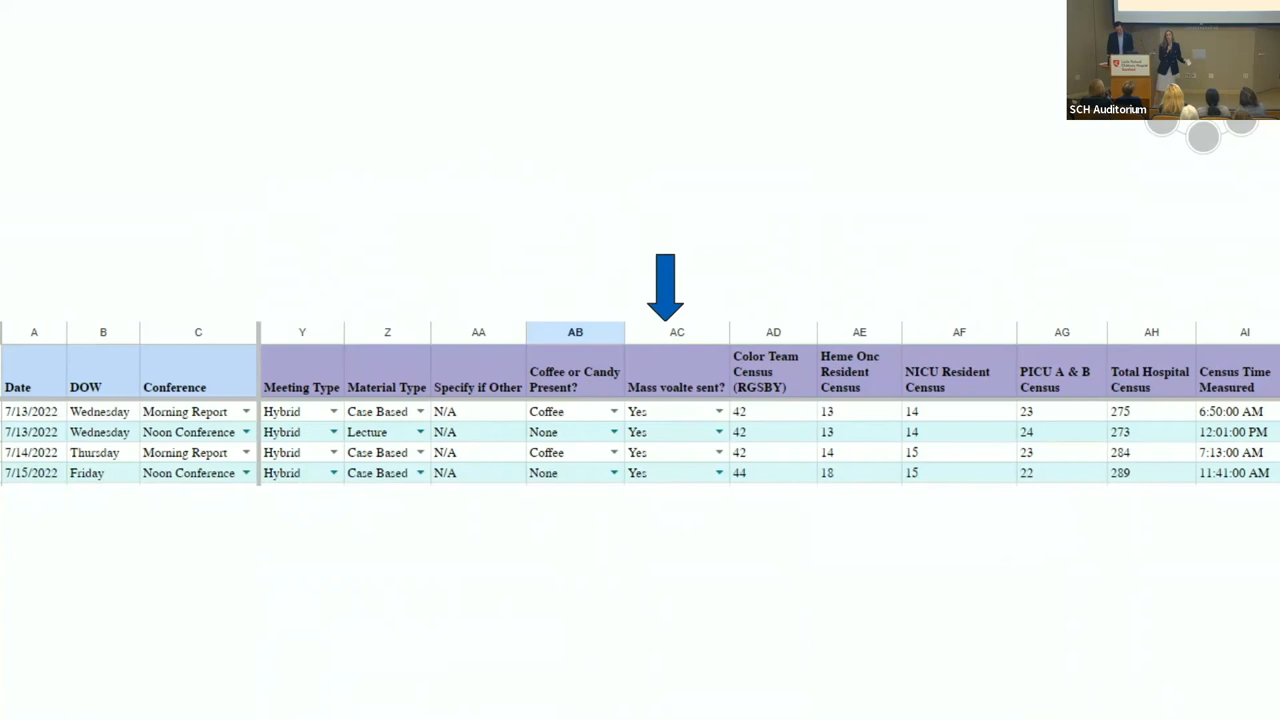 SCH Auditorium
A B C Y Z AA AB AC AD AE AF AG AH AI
Date DOW Conference Meeting Type Material Type Specify if Other Coffee or Candy Present? Mass voalte sent? Color Team Census (RGSBY) Heme Onc Resident Census NICU Resident Census PICU A & B Census Total Hospital Census Census Time Measured
7/13/2022 Wednesday Morning Report Hybrid Case Based N/A Coffee Yes 42 13 14 23 275 6:50:00 AM
7/13/2022 Wednesday Noon Conference Hybrid Lecture N/A None Yes 42 13 14 24 273 12:01:00 PM
7/14/2022 Thursday Morning Report Hybrid Case Based N/A Coffee Yes 42 14 15 23 284 7:13:00 AM
7/15/2022 Friday Noon Conference Hybrid Case Based N/A None Yes 44 18 15 22 289 11:41:00 AM